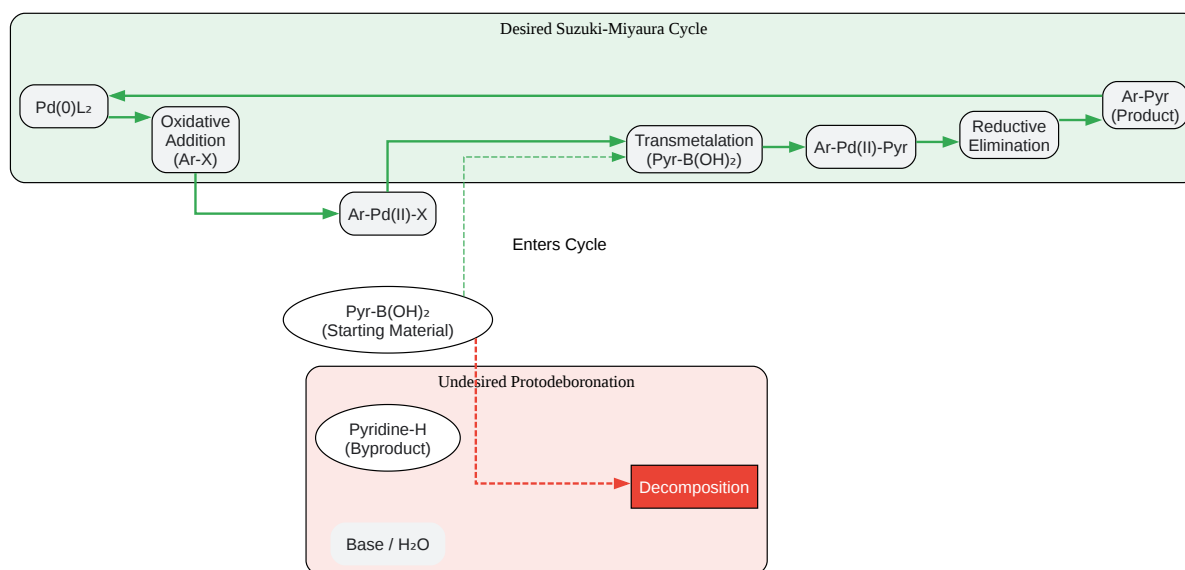 Desired Suzuki-Miyaura Cycle
Pd(0)L₂
Oxidative
Addition
(Ar-X)
Ar-Pd(II)-X
Transmetalation
(Pyr-B(OH)₂)
Ar-Pd(II)-Pyr
Reductive
Elimination
Ar-Pyr
(Product)
Enters Cycle
Pyr-B(OH)₂
(Starting Material)
Undesired Protodeboronation
Pyridine-H
(Byproduct)
Decomposition
Base / H₂O